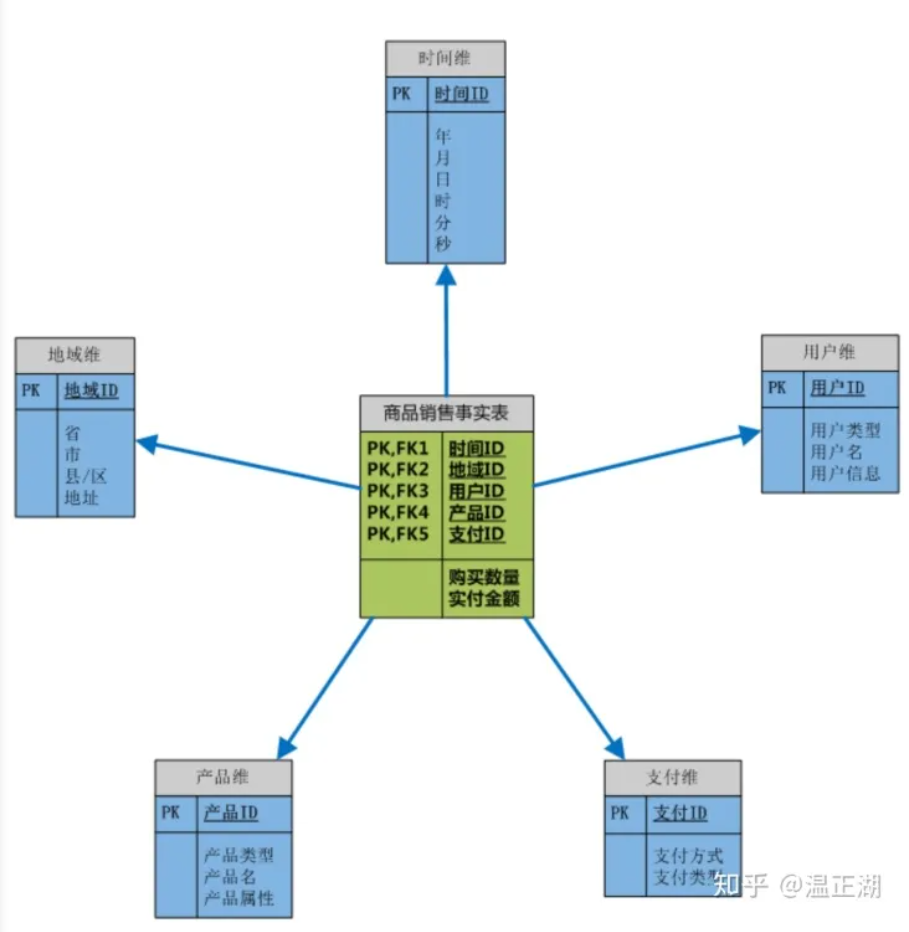 时间维
PK 时间ID
年
月
日
时
分
秒
地域维
PK 地域ID
省
市
县/区
地址
用户维
PK 用户ID
用户类型
用户名
用户信息
商品销售事实表
PK,FK1 时间ID
PK,FK2 地域ID
PK,FK3 用户ID
PK,FK4 产品ID
PK,FK5 支付ID
购买数量
实付金额
产品维
PK 产品ID
产品类型
产品名
产品属性
支付维
PK 支付ID
支付方式
支付类型
知乎 @温正湖